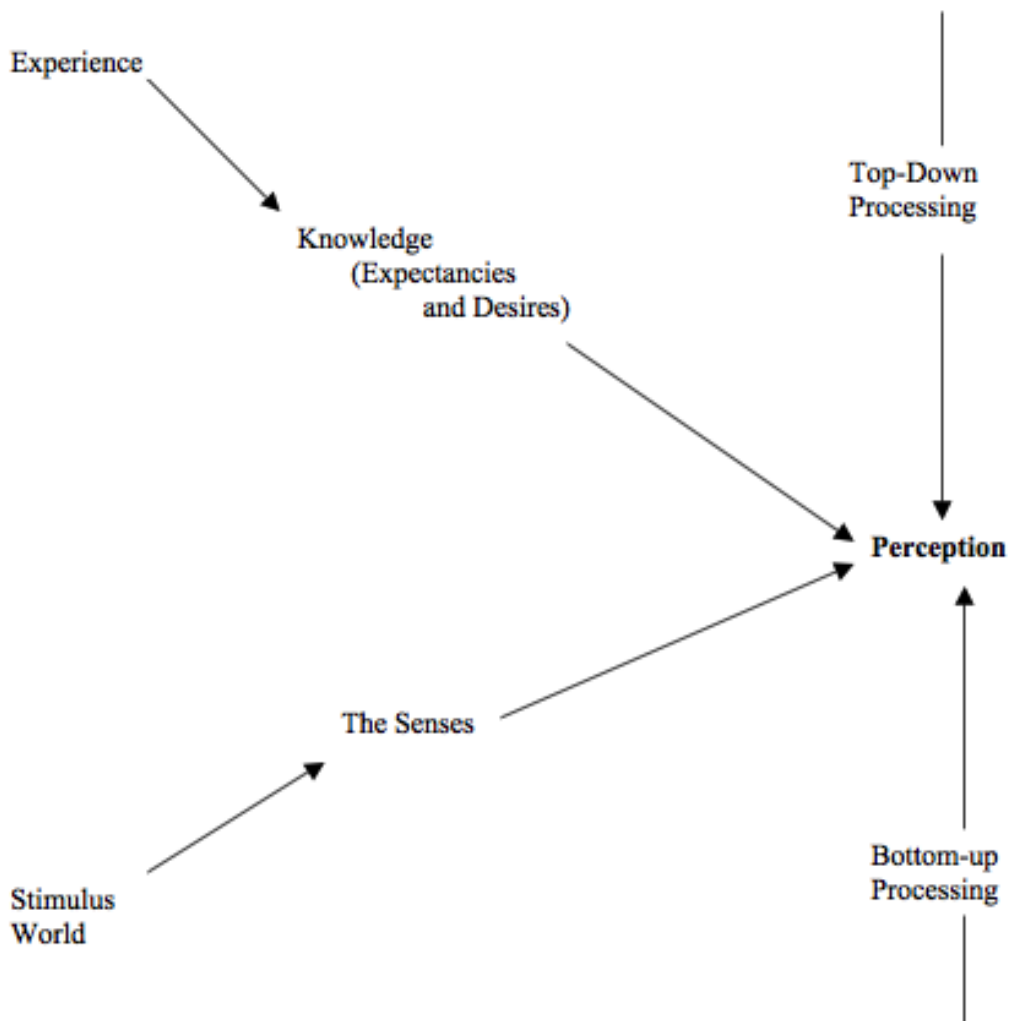 Experience
Top-Down
Processing
Knowledge
(Expectancies
and Desires)
Perception
The Senses
Bottom-up
Processing
Stimulus
World